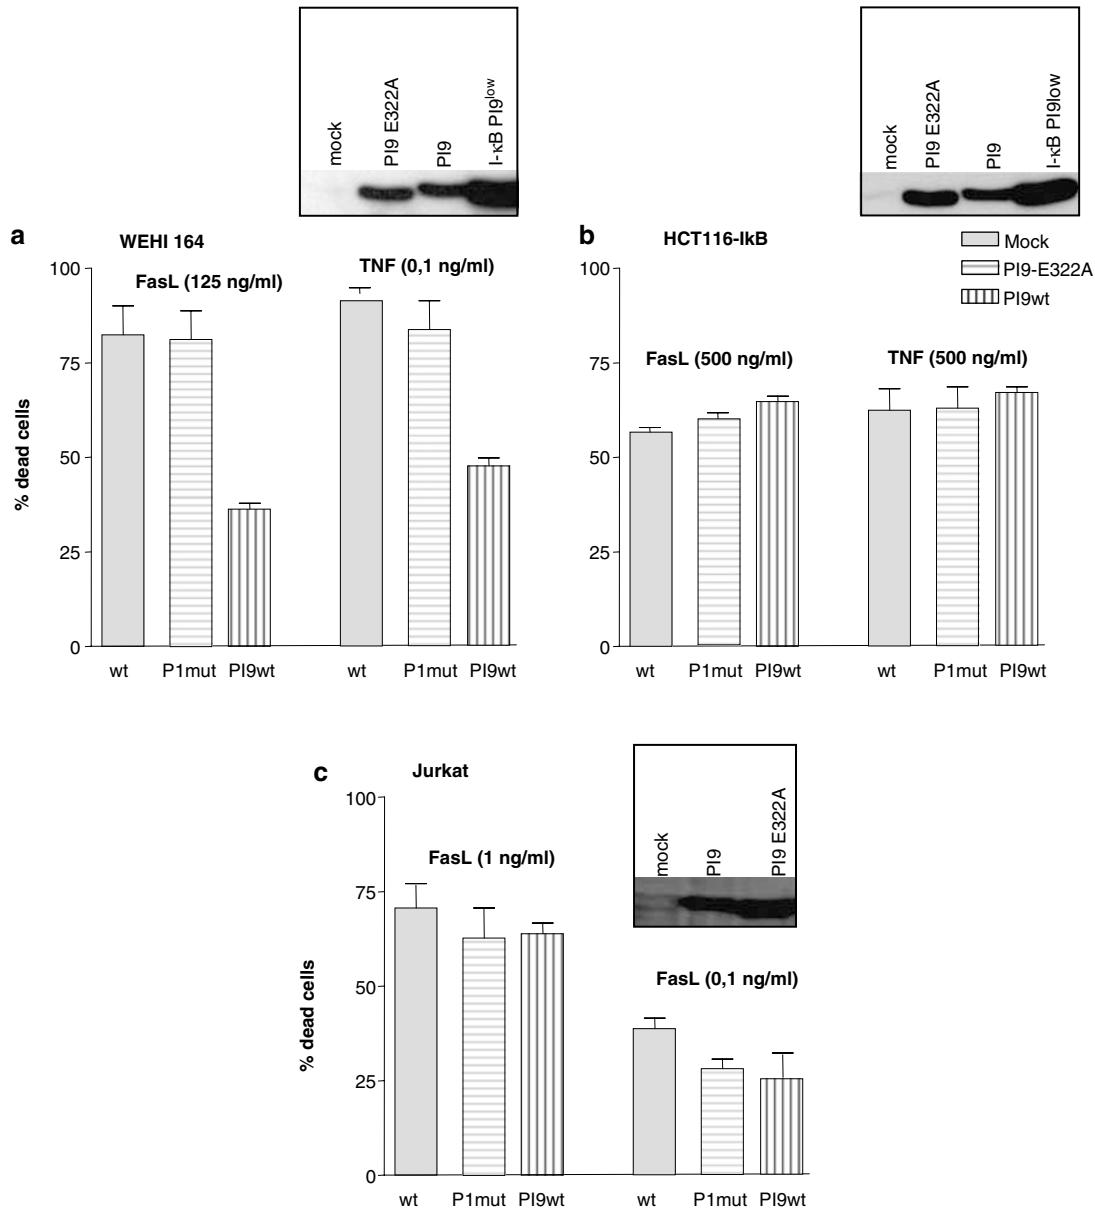 mock
PI9 E322A
PI9
I-κB PI9low
mock
PI9 E322A
PI9
I-κB PI9low
a
WEHI 164
b
HCT116-IkB
Mock
PI9-E322A
PI9wt
% dead cells
100
75
50
25
0
FasL (125 ng/ml)
TNF (0,1 ng/ml)
wt P1mut PI9wt wt P1mut PI9wt
100
75
50
25
0
FasL (500 ng/ml)
TNF (500 ng/ml)
wt P1mut PI9wt wt P1mut PI9wt
c
Jurkat
mock
PI9
PI9 E322A
% dead cells
100
75
50
25
0
FasL (1 ng/ml)
FasL (0,1 ng/ml)
wt P1mut PI9wt wt P1mut PI9wt